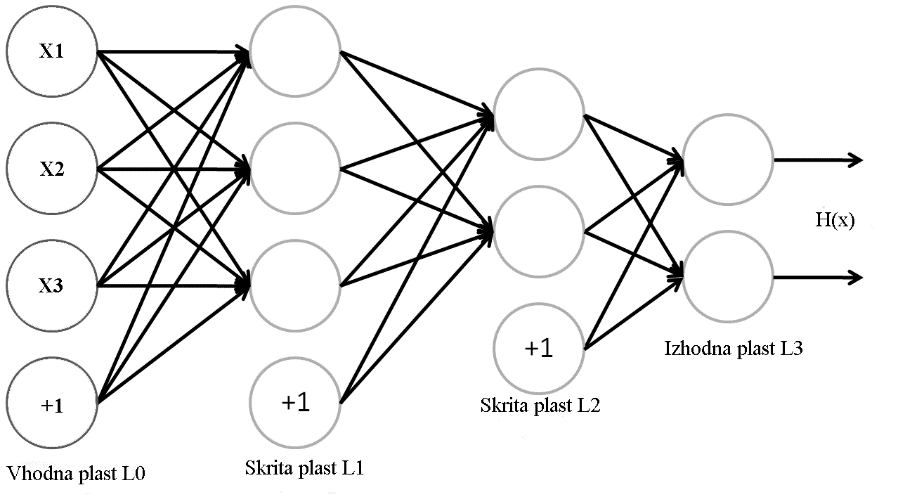 X1
X2
X3
+1
+1
+1
H(x)
Vhodna plast L0
Skrita plast L1
Skrita plast L2
Izhodna plast L3